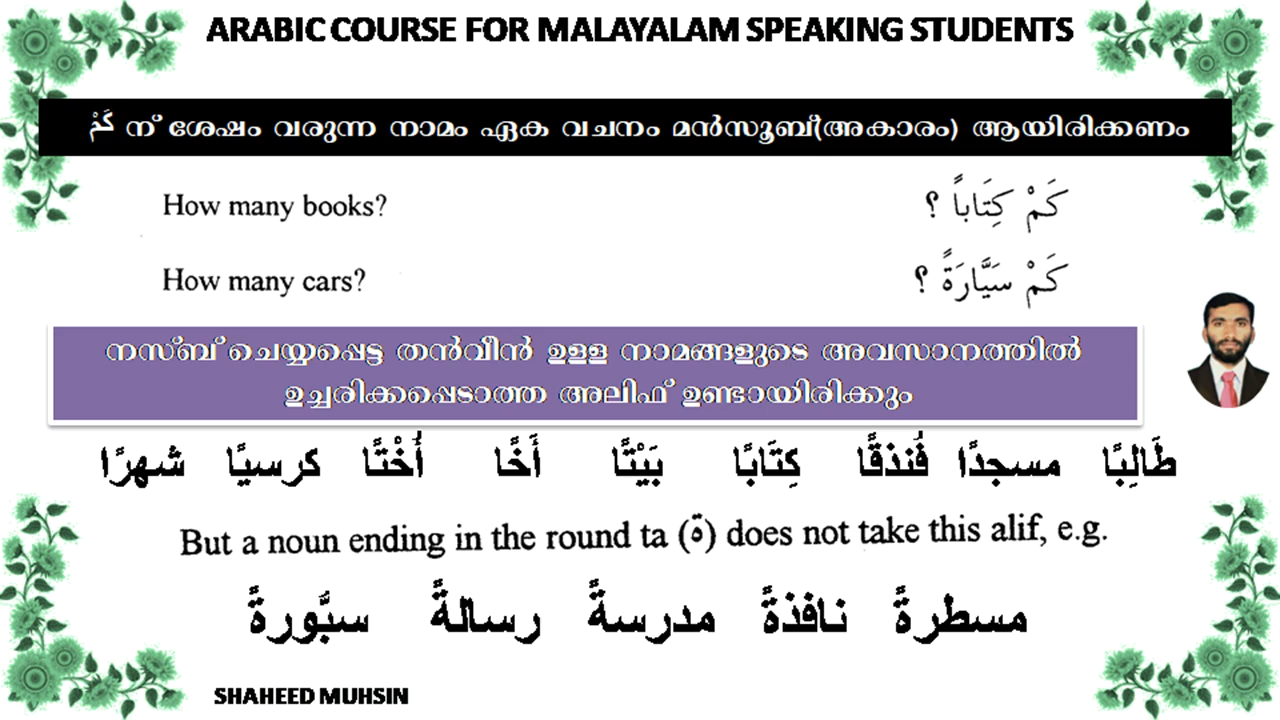 ARABIC COURSE FOR MALAYALAM SPEAKING STUDENTS
كَمْ ന് ശേഷം വരുന്ന നാമം ഏക വചനം മൻസൂബ്(അകാരം) ആയിരിക്കണം
How many books? كَمْ كِتَاباً ؟
How many cars? كَمْ سَيَّارَةً ؟
നസ്ബ് ചെയ്യപ്പെട്ട തൻവീൻ ഉളള നാമങ്ങളുടെ അവസാനത്തിൽ
ഉച്ചരിക്കപ്പെടാത്ത അലിഫ് ഉണ്ടായിരിക്കും
طَالِبًا مسجدًا فُنذقًا كِتَابًا بَيْتًا أَخًا أُخْتًا كرسيًا شهرًا
But a noun ending in the round ta (ة) does not take this alif, e.g.
مسطرةً نافذةً مدرسةً رسالةً سبَّورةً
SHAHEED MUHSIN